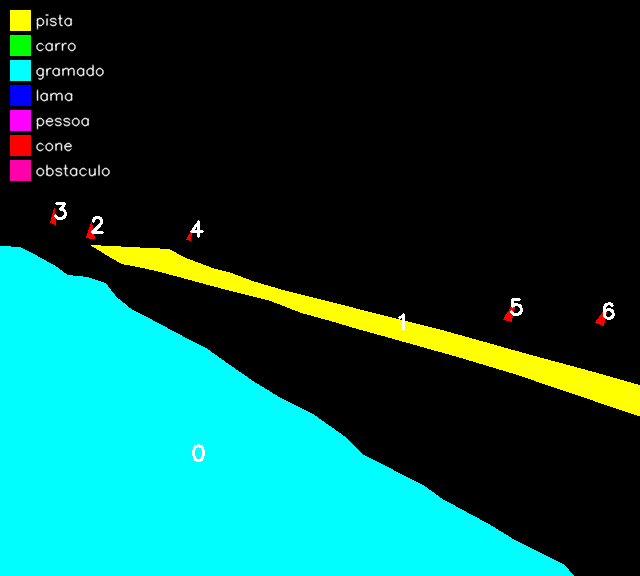 pista
carro
gramado
lama
pessoa
cone
obstaculo
3
2
4
5
6
1
0